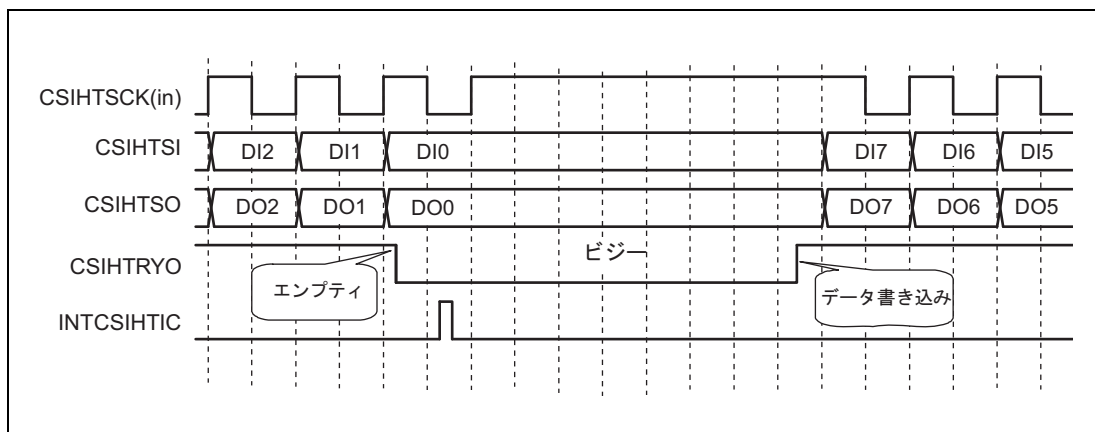 CSIHTSCK(in)
CSIHTSI DI2 DI1 DI0 DI7 DI6 DI5
CSIHTSO DO2 DO1 DO0 DO7 DO6 DO5
CSIHTRYO ビジー
エンプティ データ書き込み
INTCSIHTIC